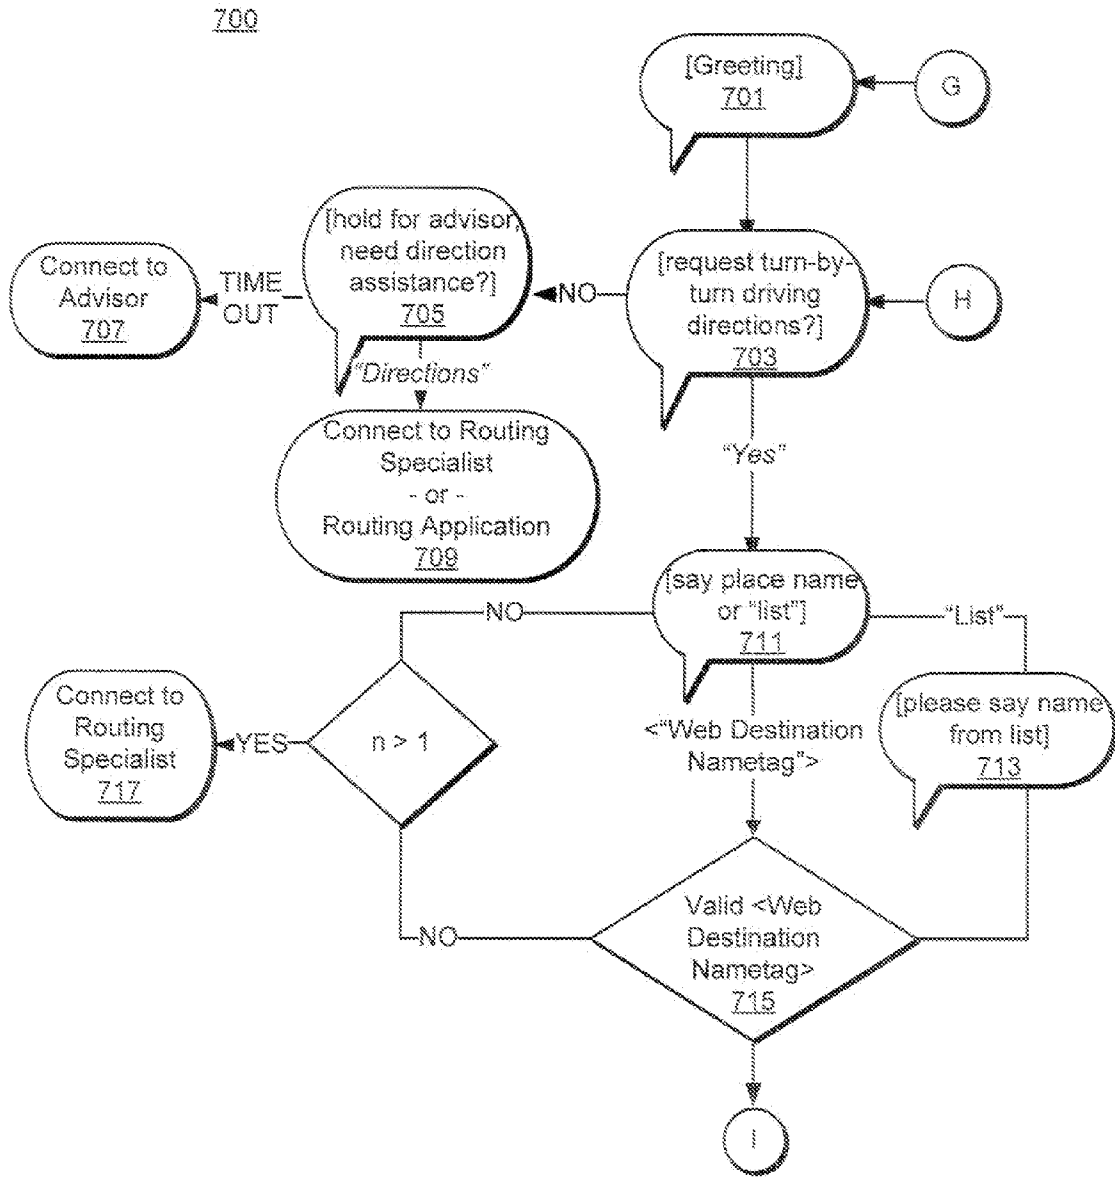 700
[Greeting]
701
G
[hold for advisor,
need direction
assistance?]
705
[request turn-by-
turn driving
directions?]
703
H
Connect to
Advisor
707
TIME
OUT
NO
"Directions"
Connect to Routing
Specialist
- or -
Routing Application
709
"Yes"
[say place name
or "list"]
711
NO
"List"
[please say name
from list]
713
Connect to
Routing
Specialist
717
YES
n > 1
<"Web Destination
Nametag">
Valid <Web
Destination
Nametag>
715
NO
I